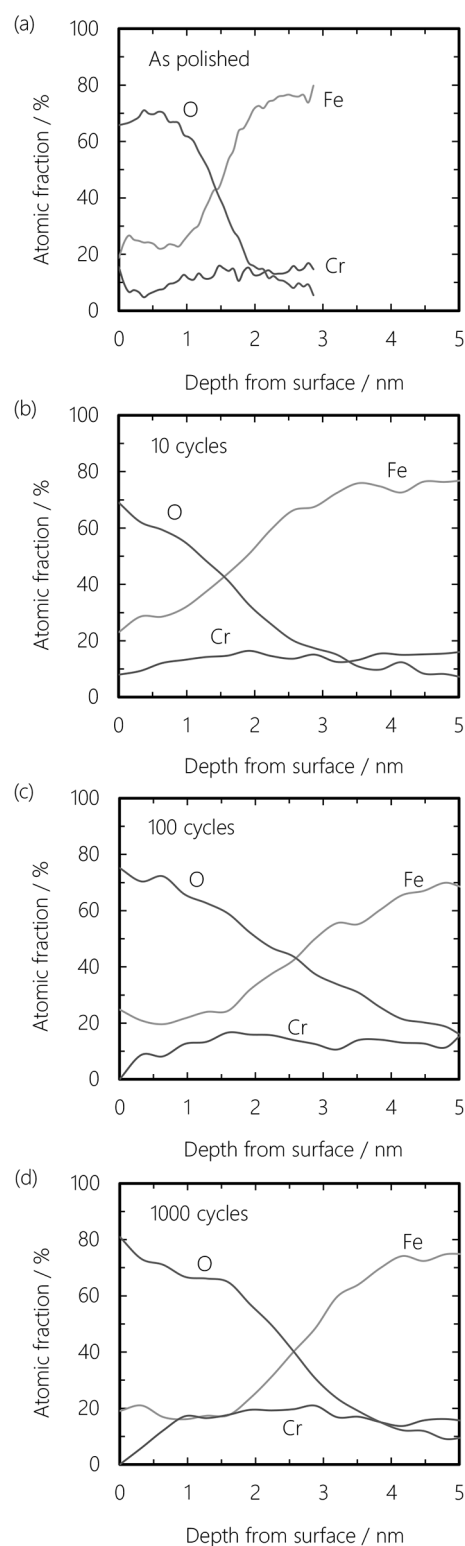 (a)
100
80
60
40
20
0
Atomic fraction / %
As polished
O
Fe
Cr
0 1 2 3 4 5
Depth from surface / nm
(b)
100
80
60
40
20
0
Atomic fraction / %
10 cycles
O
Fe
Cr
0 1 2 3 4 5
Depth from surface / nm
(c)
100
80
60
40
20
0
Atomic fraction / %
100 cycles
O
Fe
Cr
0 1 2 3 4 5
Depth from surface / nm
(d)
100
80
60
40
20
0
Atomic fraction / %
1000 cycles
O
Fe
Cr
0 1 2 3 4 5
Depth from surface / nm